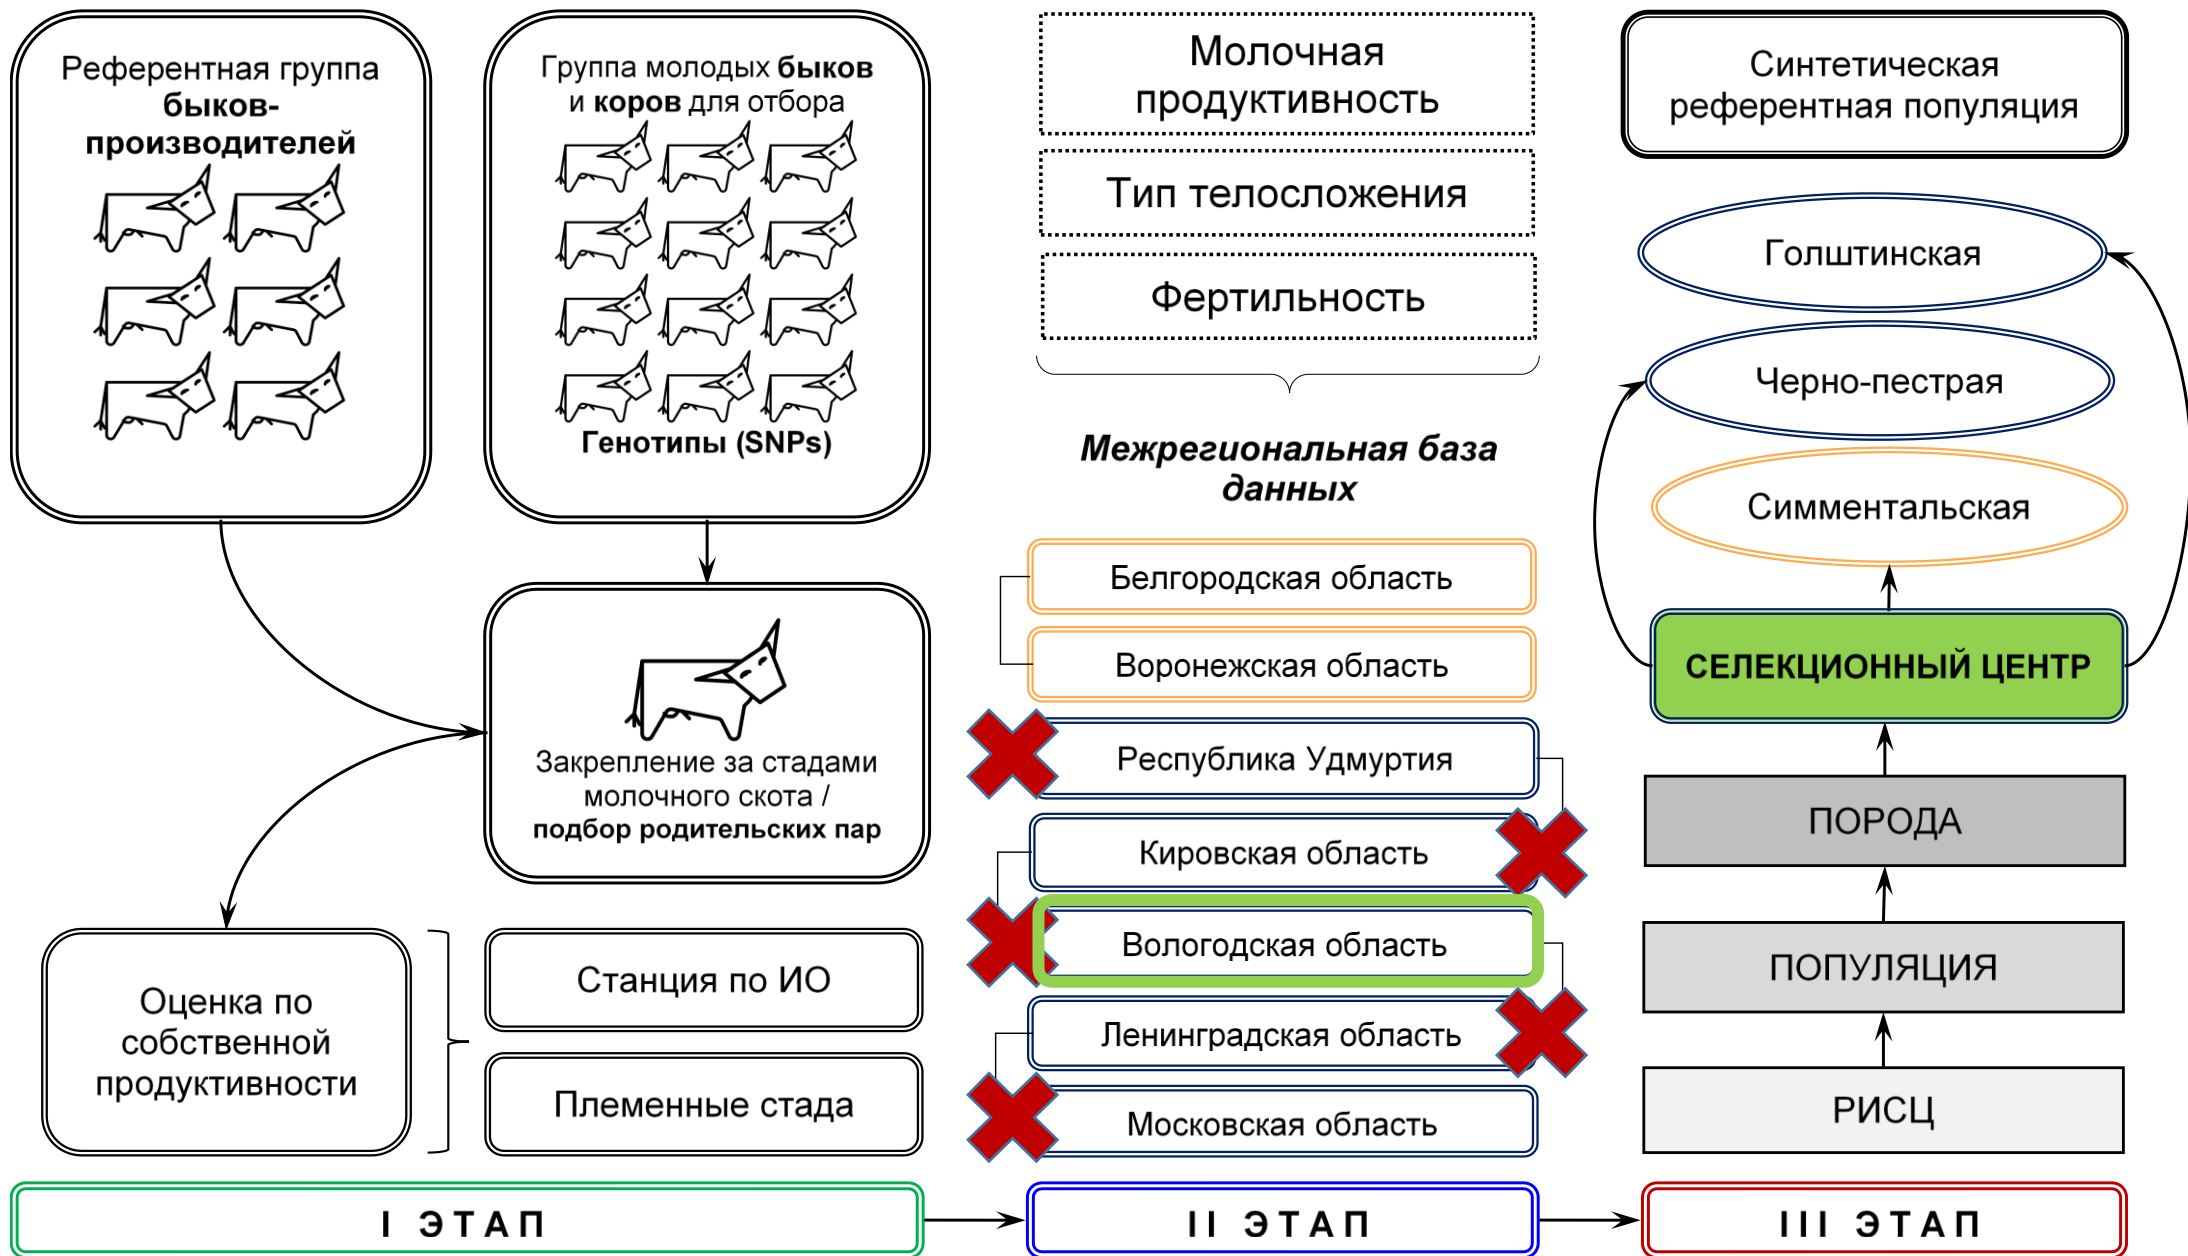 Референтная группа
быков-
производителей
Группа молодых быков
и коров для отбора
Генотипы (SNPs)
Закрепление за стадами
молочного скота /
подбор родительских пар
Оценка по
собственной
продуктивности
Станция по ИО
Племенные стада
I ЭТАП
Молочная
продуктивность
Тип телосложения
Фертильность
Межрегиональная база
данных
Белгородская область
Воронежская область
Республика Удмуртия
Кировская область
Вологодская область
Ленинградская область
Московская область
II ЭТАП
Синтетическая
референтная популяция
Голштинская
Черно-пестрая
Симментальская
СЕЛЕКЦИОННЫЙ ЦЕНТР
ПОРОДА
ПОПУЛЯЦИЯ
РИСЦ
III ЭТАП